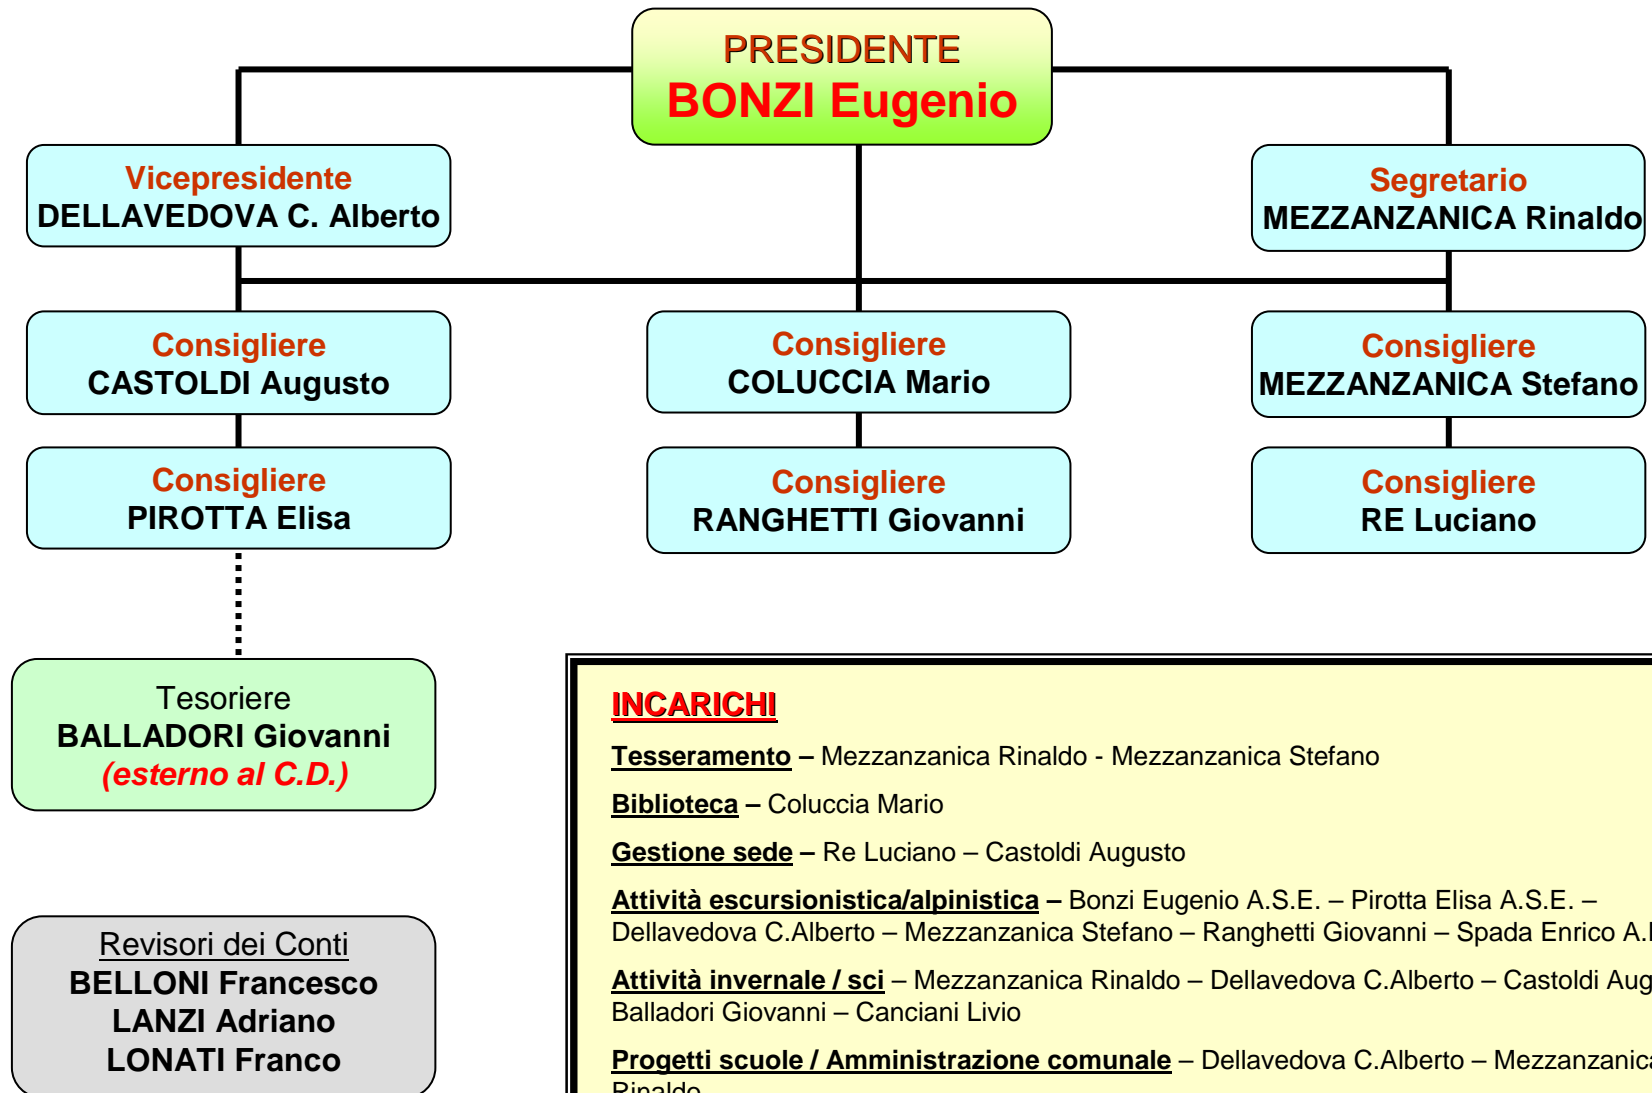 PRESIDENTE
BONZI Eugenio
Vicepresidente
DELLAVEDOVA C. Alberto
Segretario
MEZZANZANICA Rinaldo
Consigliere
CASTOLDI Augusto
Consigliere
COLUCCIA Mario
Consigliere
MEZZANZANICA Stefano
Consigliere
PIROTTA Elisa
Consigliere
RANGHETTI Giovanni
Consigliere
RE Luciano
Tesoriere
BALLADORI Giovanni
(esterno al C.D.)
Revisori dei Conti
BELLONI Francesco
LANZI Adriano
LONATI Franco
INCARICHI
Tesseramento – Mezzanzanica Rinaldo - Mezzanzanica Stefano
Biblioteca – Coluccia Mario
Gestione sede – Re Luciano – Castoldi Augusto
Attività escursionistica/alpinistica – Bonzi Eugenio A.S.E. – Pirotta Elisa A.S.E. –
Dellavedova C.Alberto – Mezzanzanica Stefano – Ranghetti Giovanni – Spada Enrico
Attività invernale / sci – Mezzanzanica Rinaldo – Dellavedova C.Alberto – Castoldi Aug
Balladori Giovanni – Canciani Livio
Progetti scuole / Amministrazione comunale – Dellavedova C.Alberto – Mezzanzanica
Rinaldo